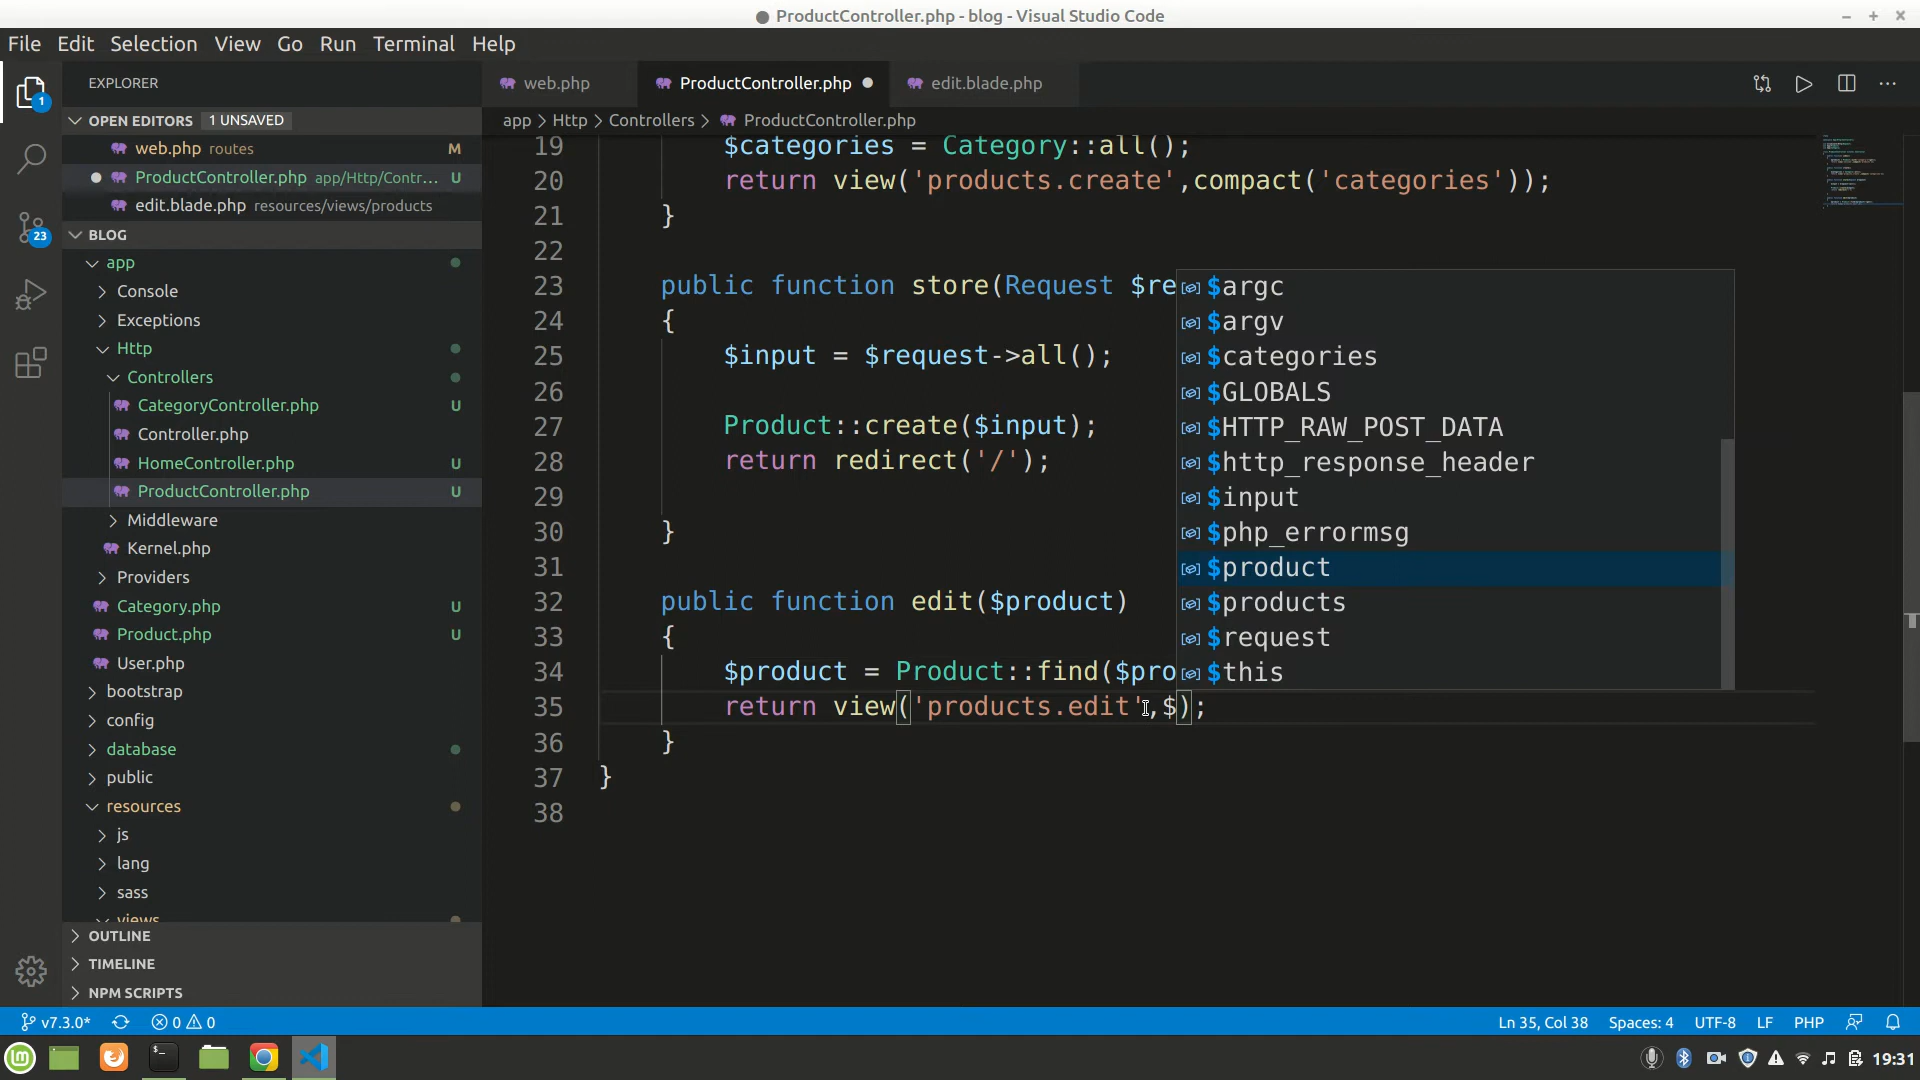 ProductController.php - blog - Visual Studio Code
File Edit Selection View Go Run Terminal Help
EXPLORER
web.php
ProductController.php
edit.blade.php
OPEN EDITORS 1 UNSAVED
web.php routes M
ProductController.php app/Http/Contr... U
edit.blade.php resources/views/products
BLOG
app
Console
Exceptions
Http
Controllers
CategoryController.php U
Controller.php
HomeController.php U
ProductController.php U
Middleware
Kernel.php
Providers
Category.php U
Product.php U
User.php
bootstrap
config
database
public
resources
js
lang
sass
views
OUTLINE
TIMELINE
NPM SCRIPTS
1
23
app > Http > Controllers > ProductController.php
19 $categories = Category::all();
20 return view('products.create',compact('categories'));
21 }
22
23 public function store(Request $re
24 {
25 $input = $request->all();
26
27 Product::create($input);
28 return redirect('/');
29
30 }
31
32 public function edit($product)
33 {
34 $product = Product::find($pro
35 return view('products.edit',$);
36 }
37 }
38
$argc
$argv
$categories
$GLOBALS
$HTTP_RAW_POST_DATA
$http_response_header
$input
$php_errormsg
$product
$products
$request
$this
v7.3.0* 0 0 Ln 35, Col 38 Spaces: 4 UTF-8 LF PHP
19:31